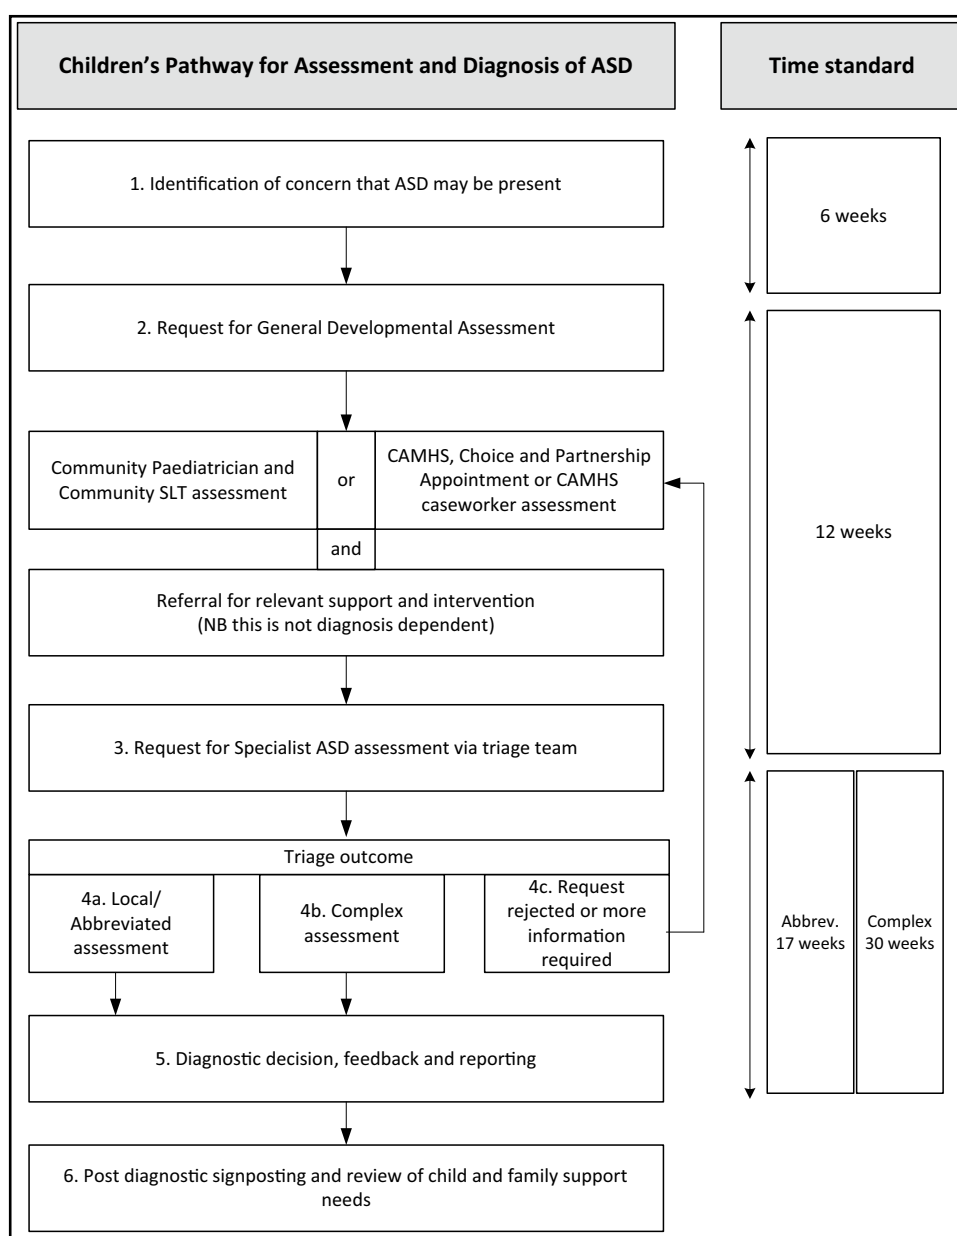 Children’s Pathway for Assessment and Diagnosis of ASD
Time standard
1. Identification of concern that ASD may be present
6 weeks
2. Request for General Developmental Assessment
12 weeks
Community Paediatrician and
Community SLT assessment
or
CAMHS, Choice and Partnership
Appointment or CAMHS
caseworker assessment
and
Referral for relevant support and intervention
(NB this is not diagnosis dependent)
3. Request for Specialist ASD assessment via triage team
Triage outcome
4a. Local/
Abbreviated
assessment
4b. Complex
assessment
4c. Request
rejected or more
information
required
Abbrev.
17 weeks
Complex
30 weeks
5. Diagnostic decision, feedback and reporting
6. Post diagnostic signposting and review of child and family support
needs